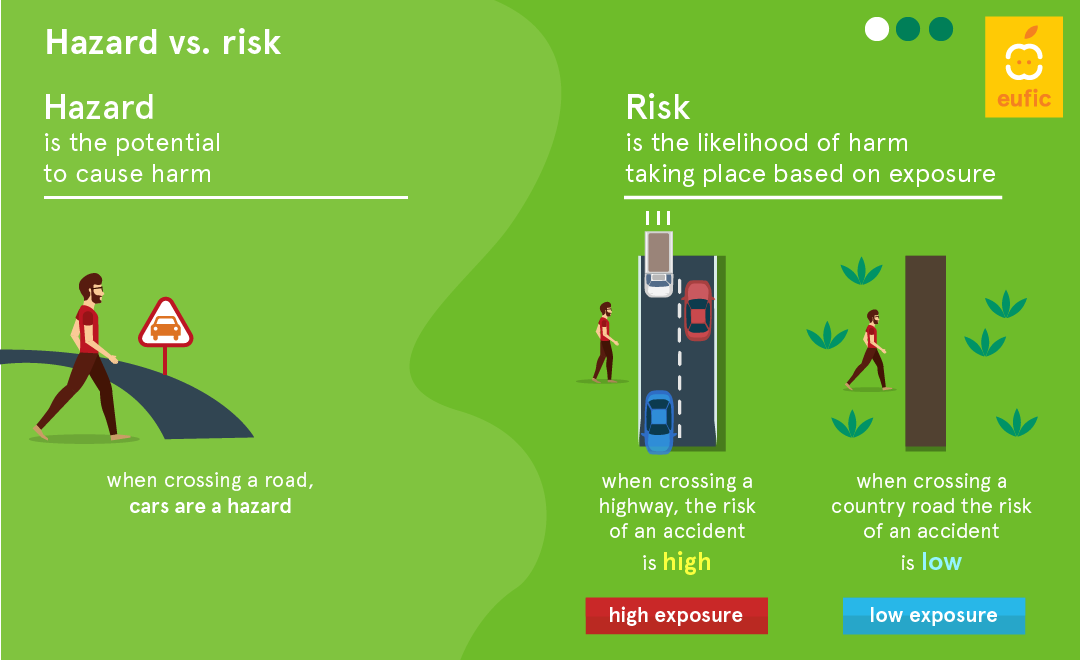 Hazard vs. risk
Hazard
is the potential
to cause harm
when crossing a road,
cars are a hazard
eufic
Risk
is the likelihood of harm
taking place based on exposure
when crossing a
highway, the risk
of an accident
is high
high exposure
when crossing a
country road the risk
of an accident
is low
low exposure